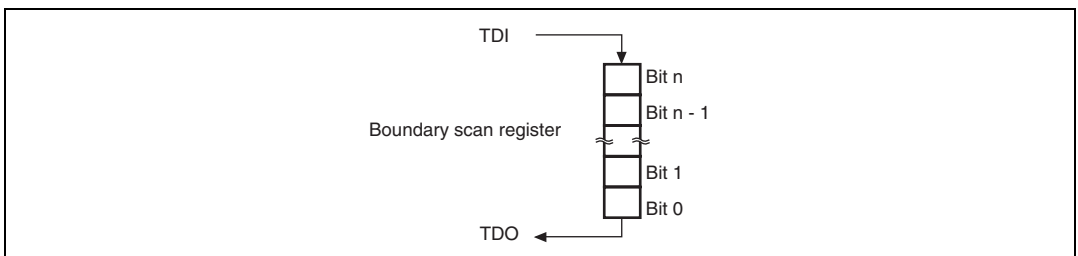 TDI
Bit n
Bit n - 1
Boundary scan register
Bit 1
Bit 0
TDO